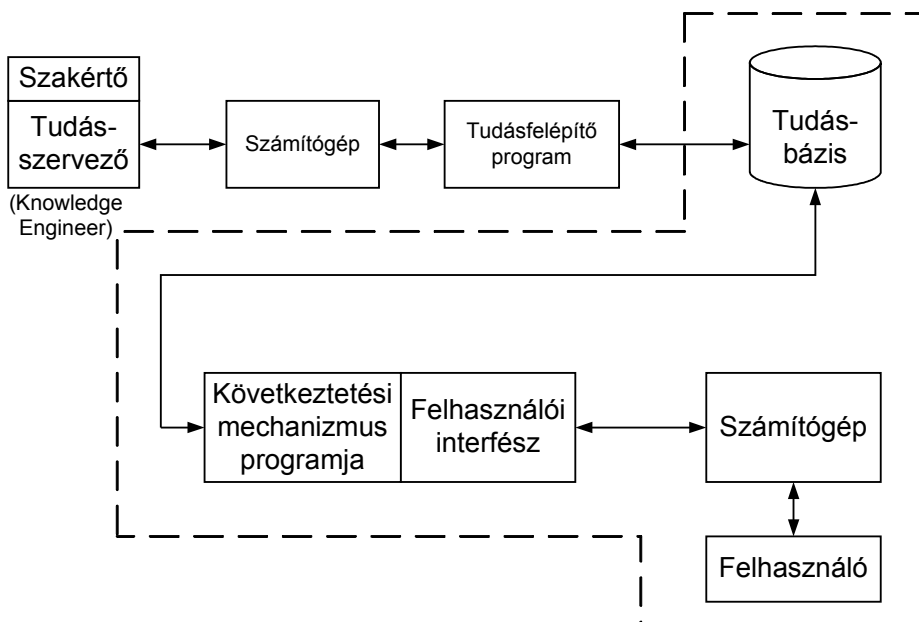 Szakértő
Tudás-
szervező
(Knowledge
Engineer)
Számítógép
Tudásfelépítő
program
Tudás-
bázis
Következtetési
mechanizmus
programja
Felhasználói
interfész
Számítógép
Felhasználó